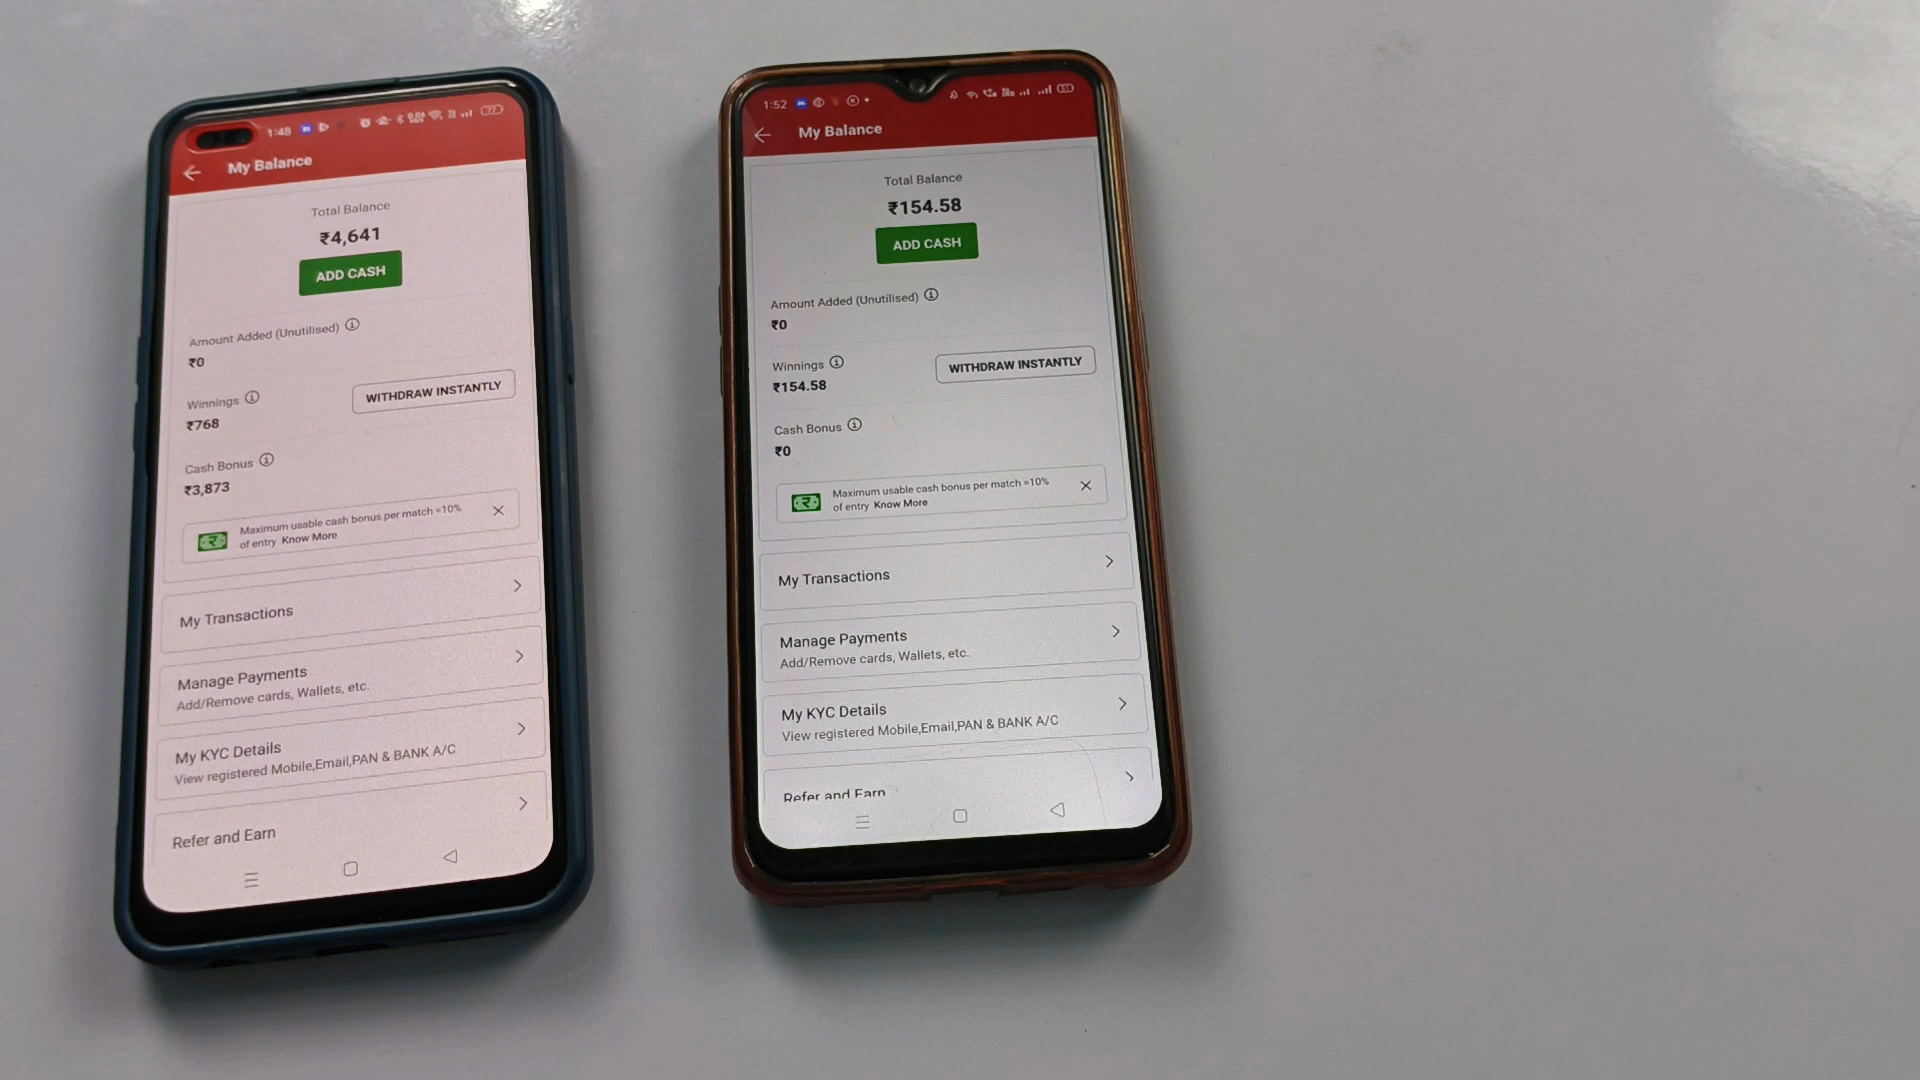 1:48
77
My Balance
Total Balance
₹4,641
ADD CASH
Amount Added (Unutilised)
₹0
Winnings
₹768
WITHDRAW INSTANTLY
Cash Bonus
₹3,873
Maximum usable cash bonus per match =10%
of entry Know More
My Transactions
Manage Payments
Add/Remove cards, Wallets, etc.
My KYC Details
View registered Mobile,Email,PAN & BANK A/C
Refer and Earn
1:52
My Balance
Total Balance
₹154.58
ADD CASH
Amount Added (Unutilised)
₹0
Winnings
₹154.58
WITHDRAW INSTANTLY
Cash Bonus
₹0
Maximum usable cash bonus per match =10%
of entry Know More
My Transactions
Manage Payments
Add/Remove cards, Wallets, etc.
My KYC Details
View registered Mobile,Email,PAN & BANK A/C
Refer and Earn